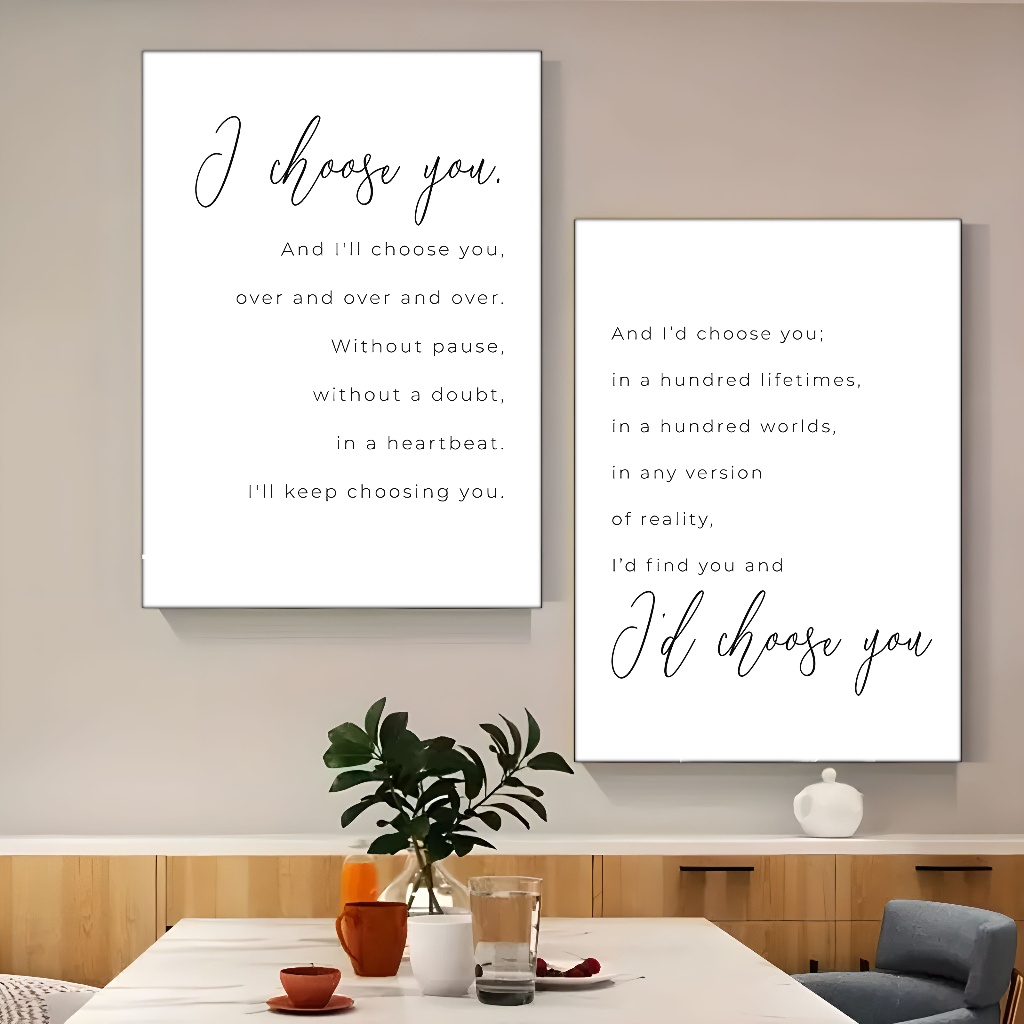 I choose you.
And I'll choose you,
over and over and over.
Without pause,
without a doubt,
in a heartbeat.
I'll keep choosing you.
And I'd choose you;
in a hundred lifetimes,
in a hundred worlds,
in any version
of reality,
I'd find you and
I'd choose you